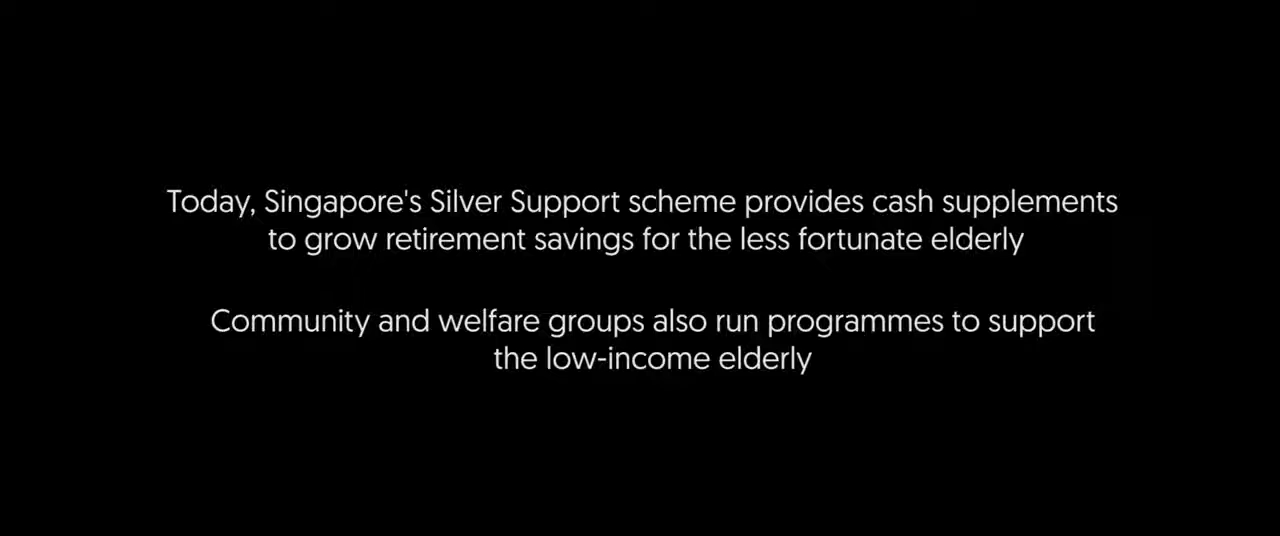 Today, Singapore's Silver Support scheme provides cash supplements
to grow retirement savings for the less fortunate elderly
Community and welfare groups also run programmes to support
the low-income elderly